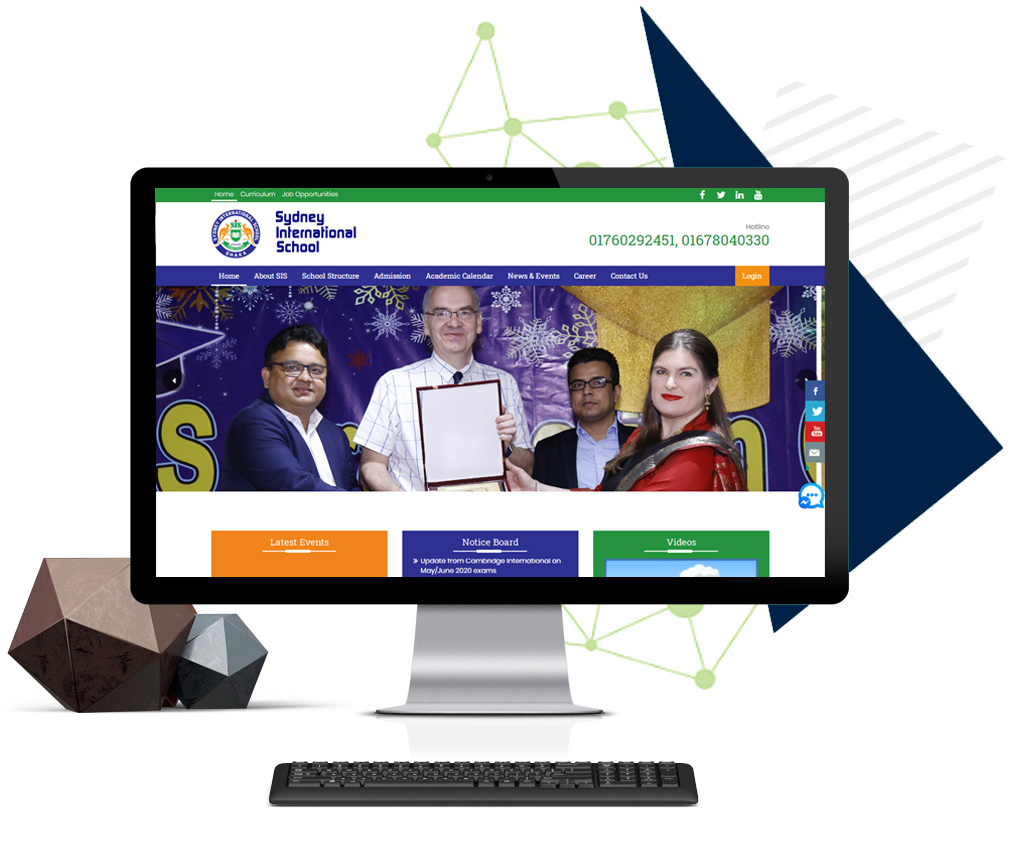 Home Curriculum Job Opportunities
SYDNEY INTERNATIONAL SCHOOL
SIS
DHAKA
Sydney
International
School
Hotline
01760292451, 01678040330
Home About SIS School Structure Admission Academic Calendar News & Events Career Contact Us Login
S
Latest Events
Notice Board
Videos
» Update from Cambridge International on
May/June 2020 exams